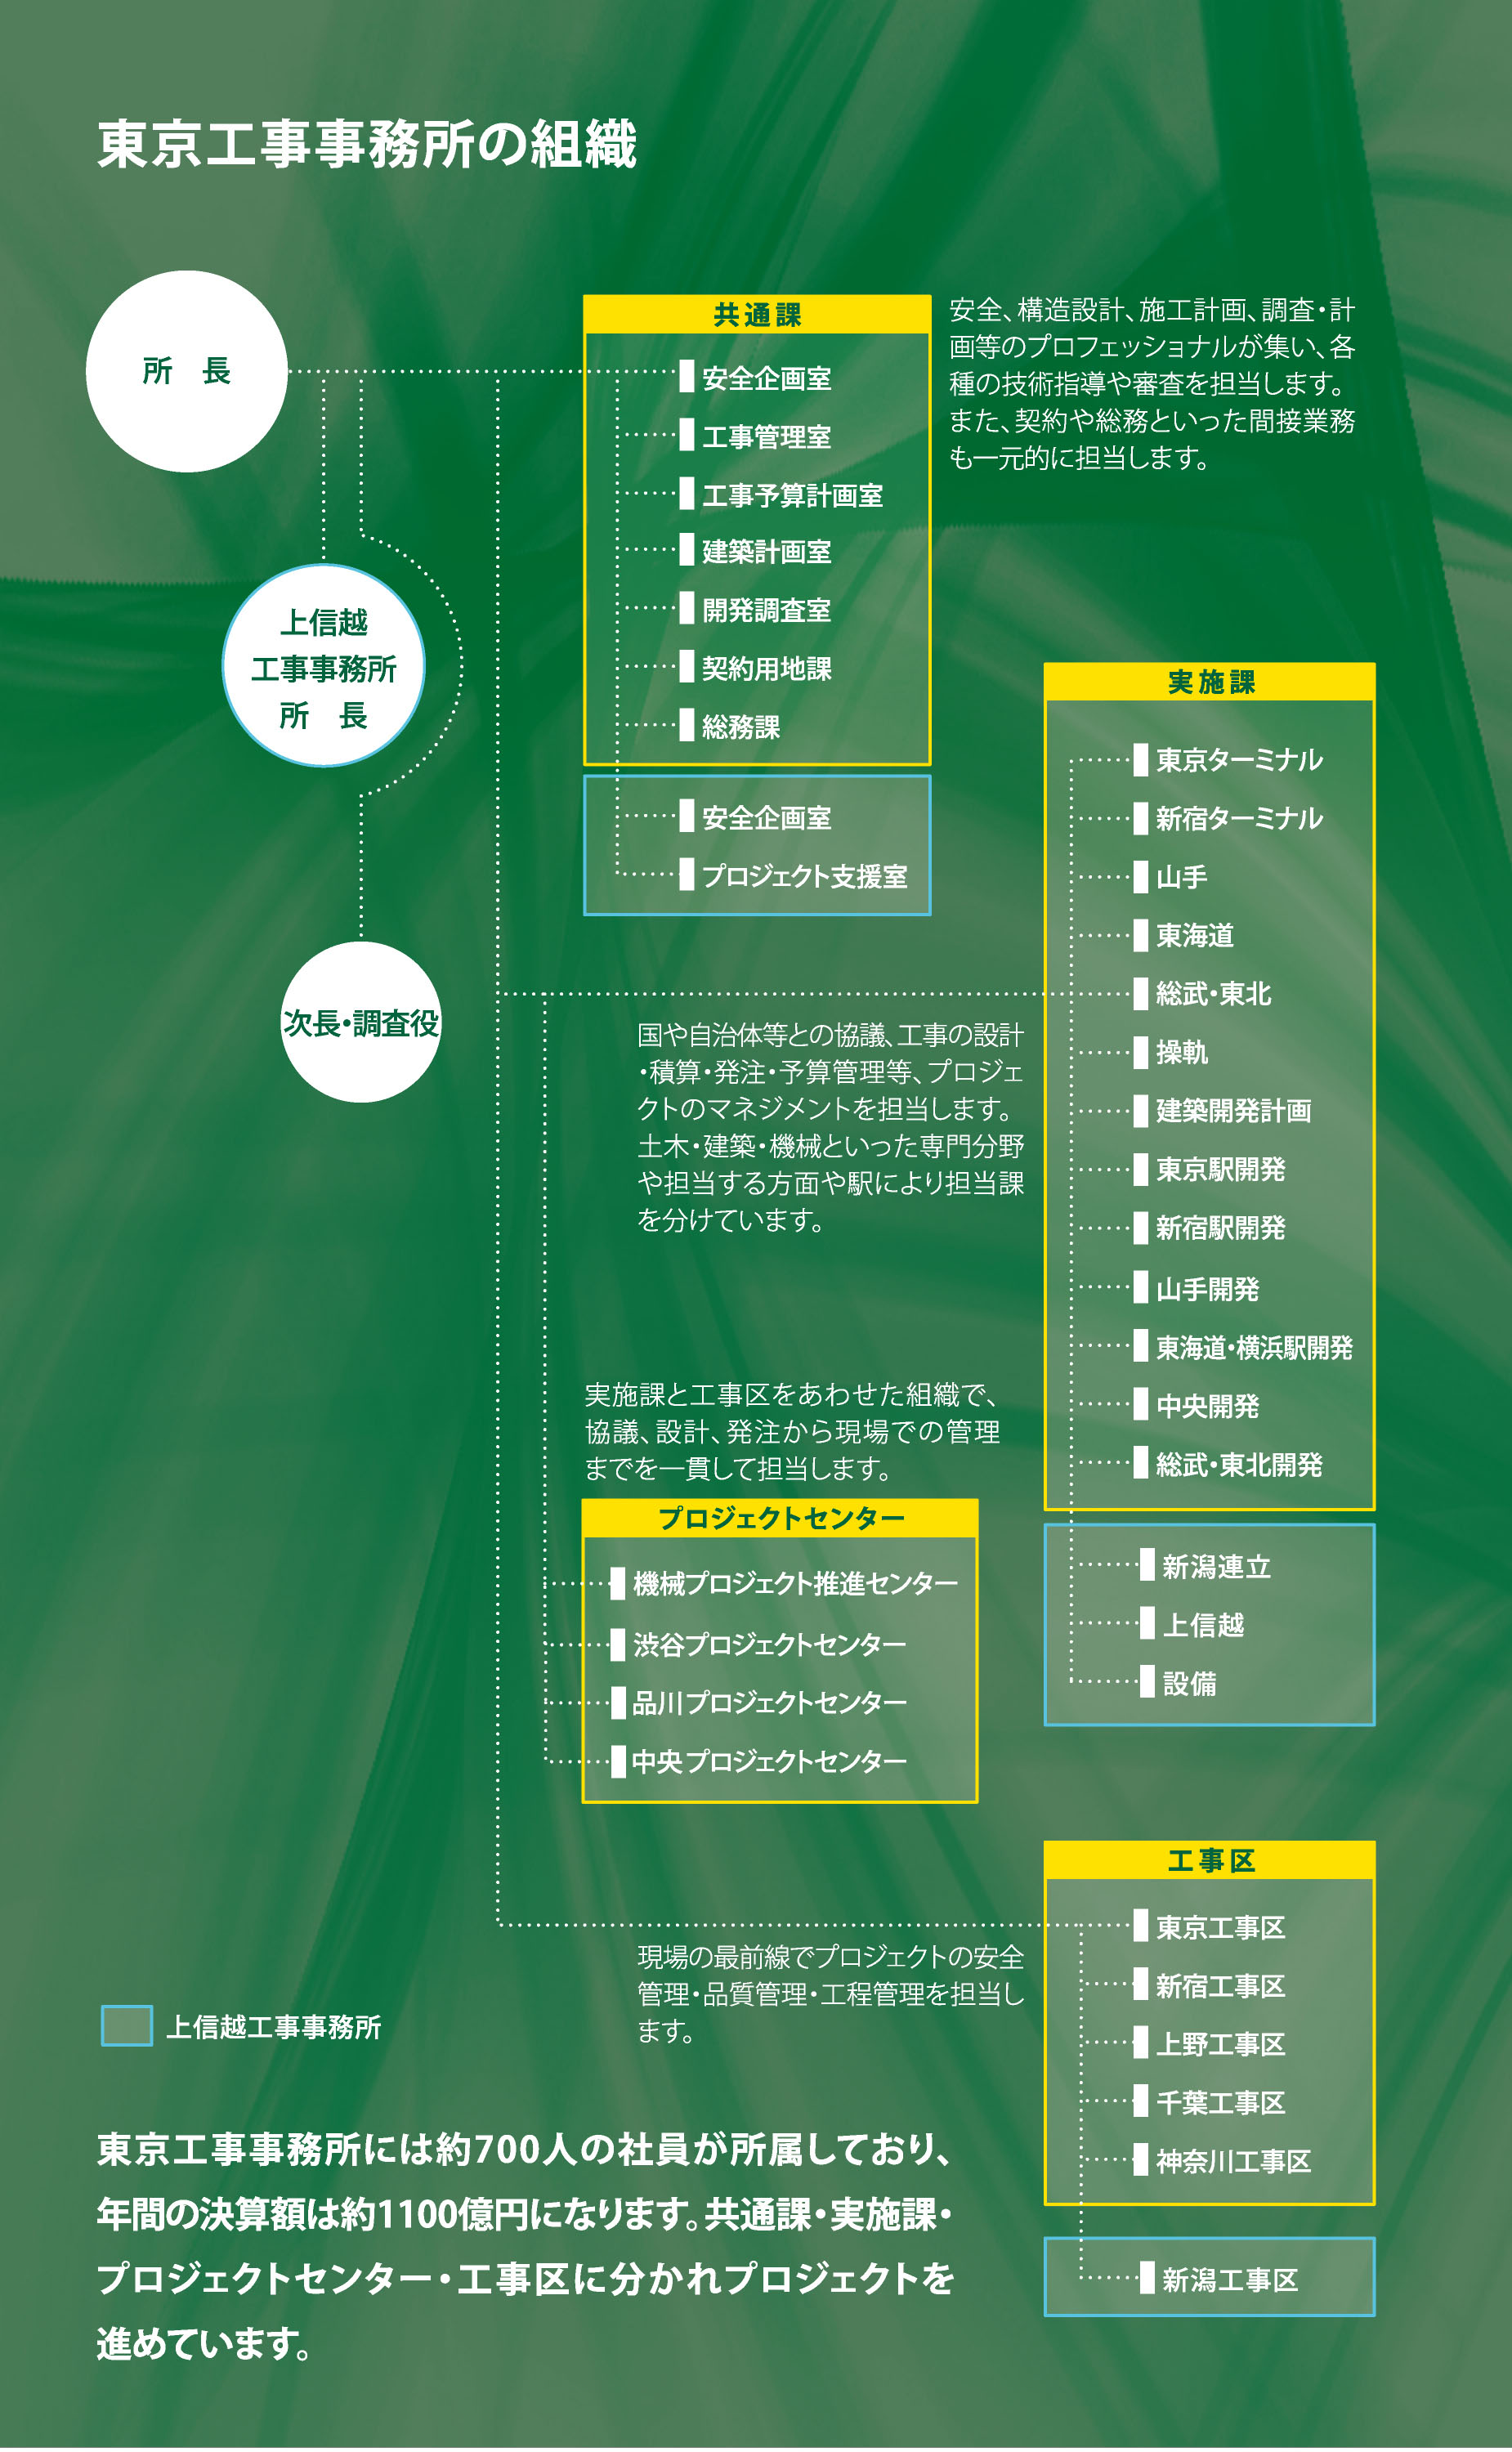 東京工事事務所の組織
所　長
上信越
工事事務所
所　長
次長・調査役
共通課
安全企画室
工事管理室
工事予算計画室
建築計画室
開発調査室
契約用地課
総務課
安全企画室
プロジェクト支援室
安全、構造設計、施工計画、調査・計
画等のプロフェッショナルが集い、各
種の技術指導や審査を担当します。
また、契約や総務といった間接業務
も一元的に担当します。
実施課
東京ターミナル
新宿ターミナル
山手
東海道
総武・東北
操軌
建築開発計画
東京駅開発
新宿駅開発
山手開発
東海道・横浜駅開発
中央開発
総武・東北開発
新潟連立
上信越
設備
国や自治体等との協議、工事の設計
・積算・発注・予算管理等、プロジェ
クトのマネジメントを担当します。
土木・建築・機械といった専門分野
や担当する方面や駅により担当課
を分けています。
実施課と工事区をあわせた組織で、
協議、設計、発注から現場での管理
までを一貫して担当します。
プロジェクトセンター
機械プロジェクト推進センター
渋谷プロジェクトセンター
品川プロジェクトセンター
中央プロジェクトセンター
工事区
東京工事区
新宿工事区
上野工事区
千葉工事区
神奈川工事区
新潟工事区
現場の最前線でプロジェクトの安全
管理・品質管理・工程管理を担当し
ます。
上信越工事事務所
東京工事事務所には約700人の社員が所属しており、
年間の決算額は約1100億円になります。共通課・実施課・
プロジェクトセンター・工事区に分かれプロジェクトを
進めています。